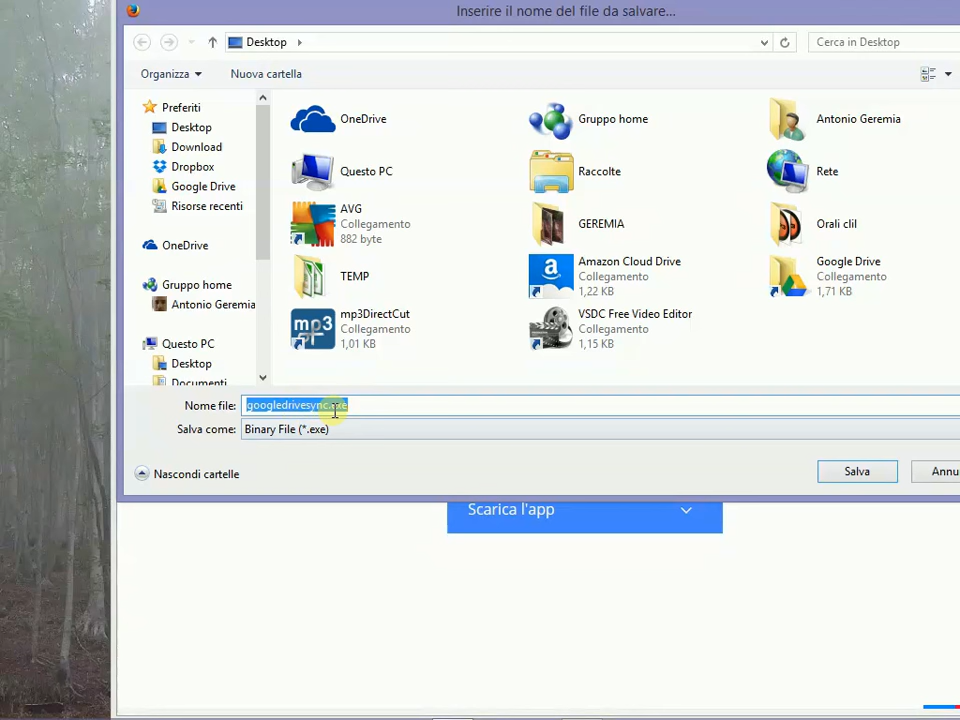 Inserire il nome del file da salvare...
Desktop
Cerca in Desktop
Organizza
Nuova cartella
Preferiti
Desktop
Download
Dropbox
Google Drive
Risorse recenti
OneDrive
Gruppo home
Antonio Geremia
Questo PC
Desktop
Documenti
OneDrive
Gruppo home
Antonio Geremia
Questo PC
Raccolte
Rete
AVG
Collegamento
882 byte
GEREMIA
Orali clil
TEMP
Amazon Cloud Drive
Collegamento
1,22 KB
Google Drive
Collegamento
1,71 KB
mp3DirectCut
Collegamento
1,01 KB
VSDC Free Video Editor
Collegamento
1,15 KB
Nome file: googledrivesync.exe
Salva come: Binary File (*.exe)
Nascondi cartelle
Salva
Annu
Scarica l'app